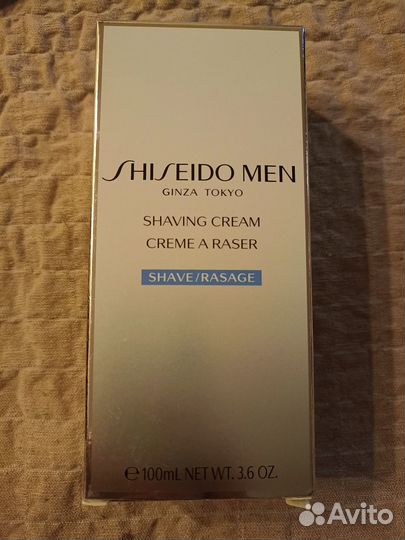 SHISEIDO MEN
GINZA TOKYO
SHAVING CREAM
CREME A RASER
SHAVE/RASAGE
℮100mL NET WT. 3.6 OZ.
Avito